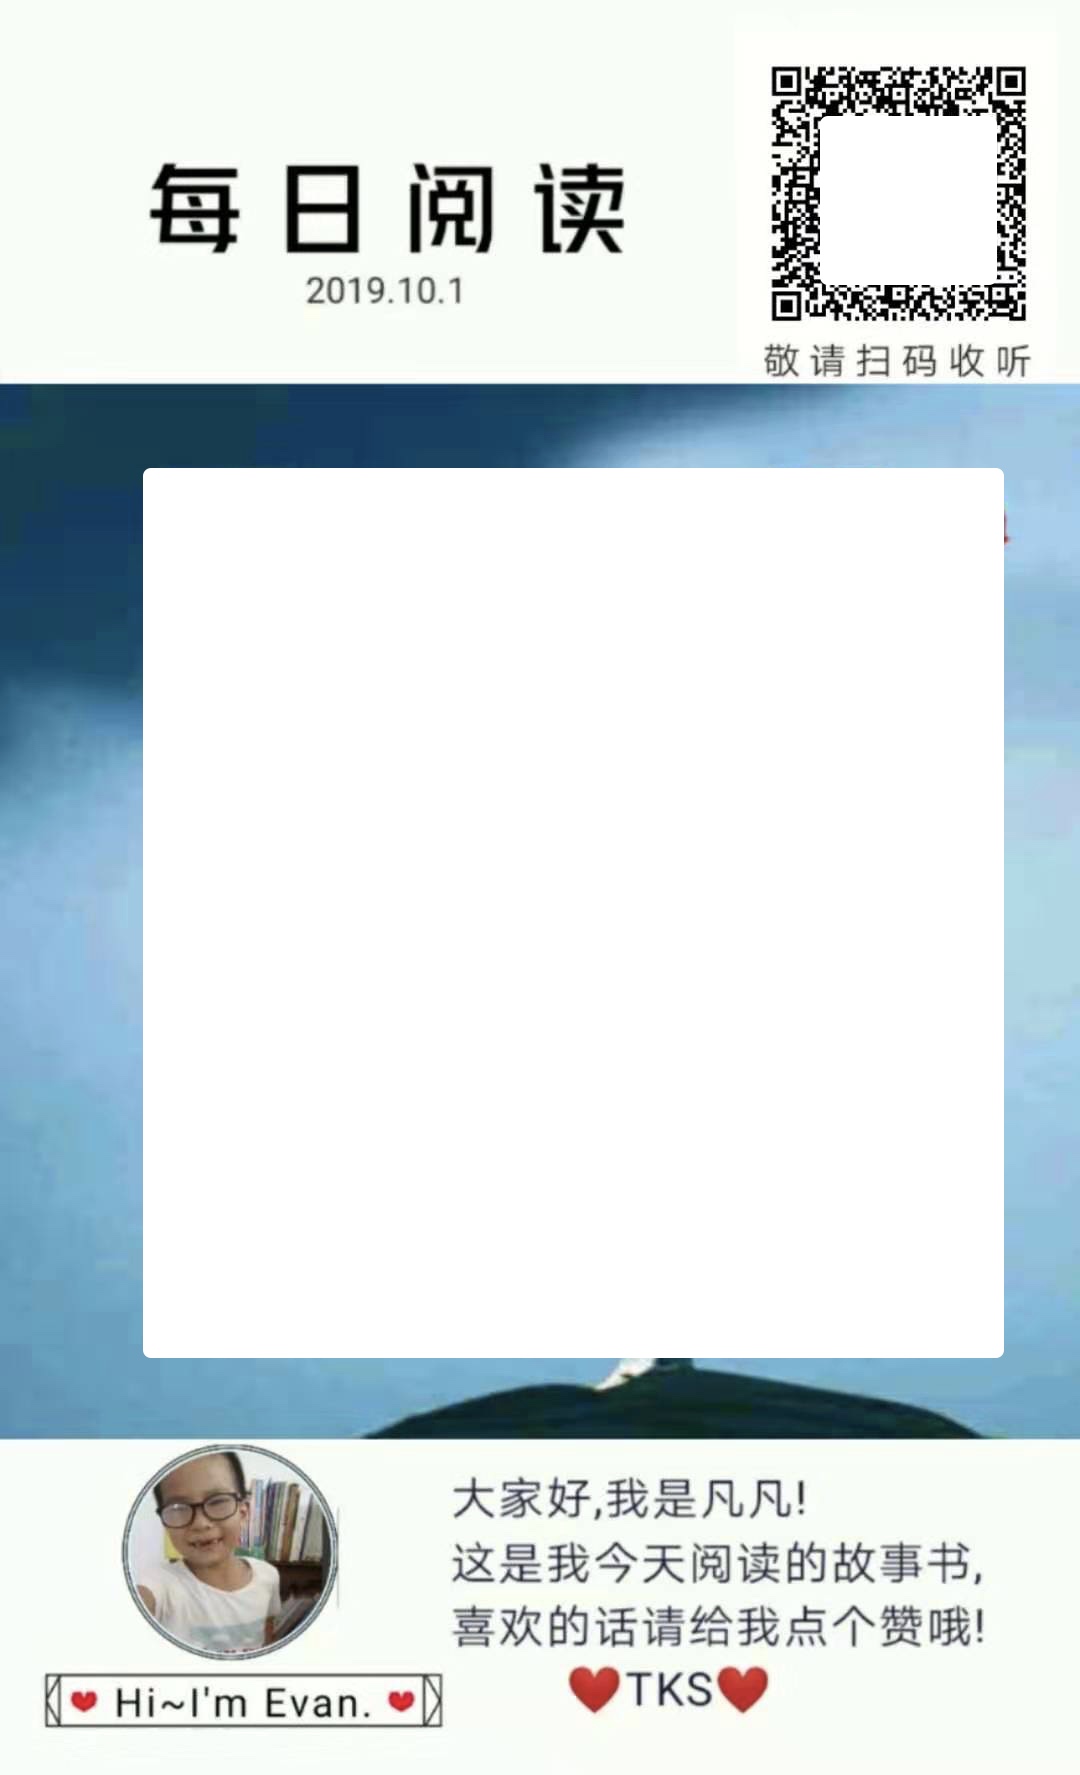 每日阅读
2019.10.1
敬请扫码收听
大家好,我是凡凡!
这是我今天阅读的故事书,
喜欢的话请给我点个赞哦!
❤️TKS❤️
Hi~I'm Evan.